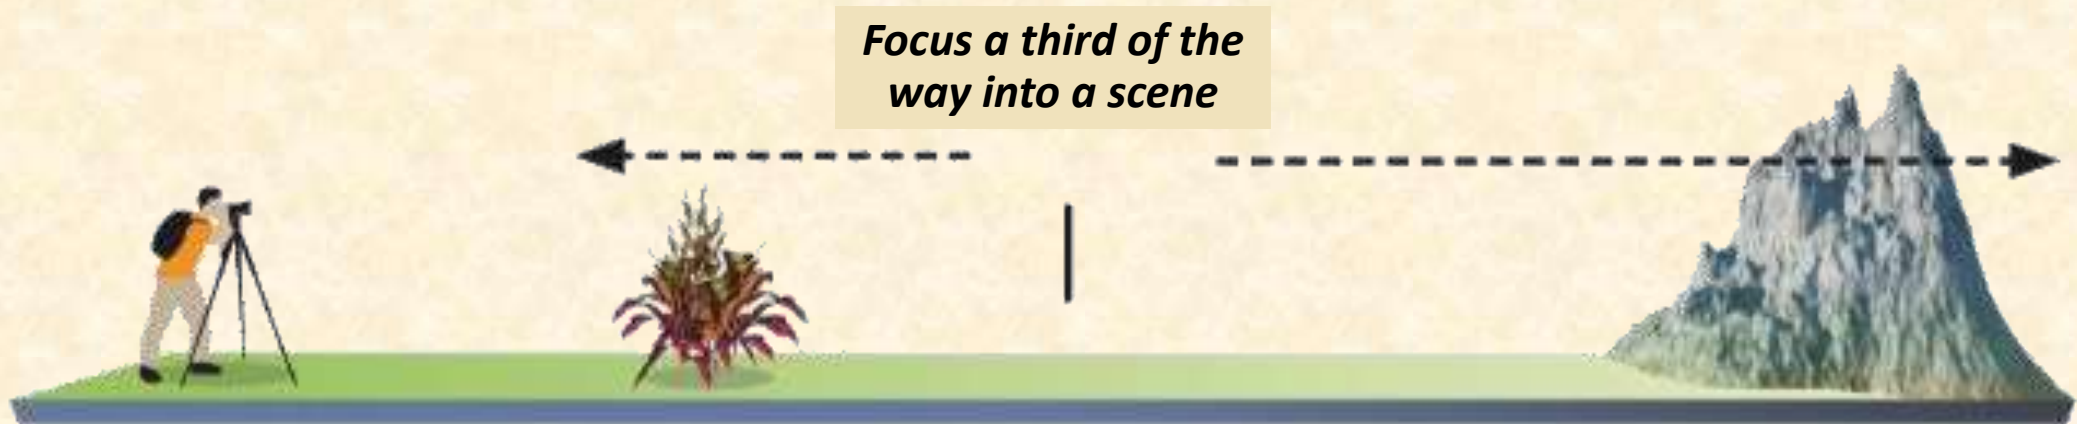 Focus a third of the
way into a scene